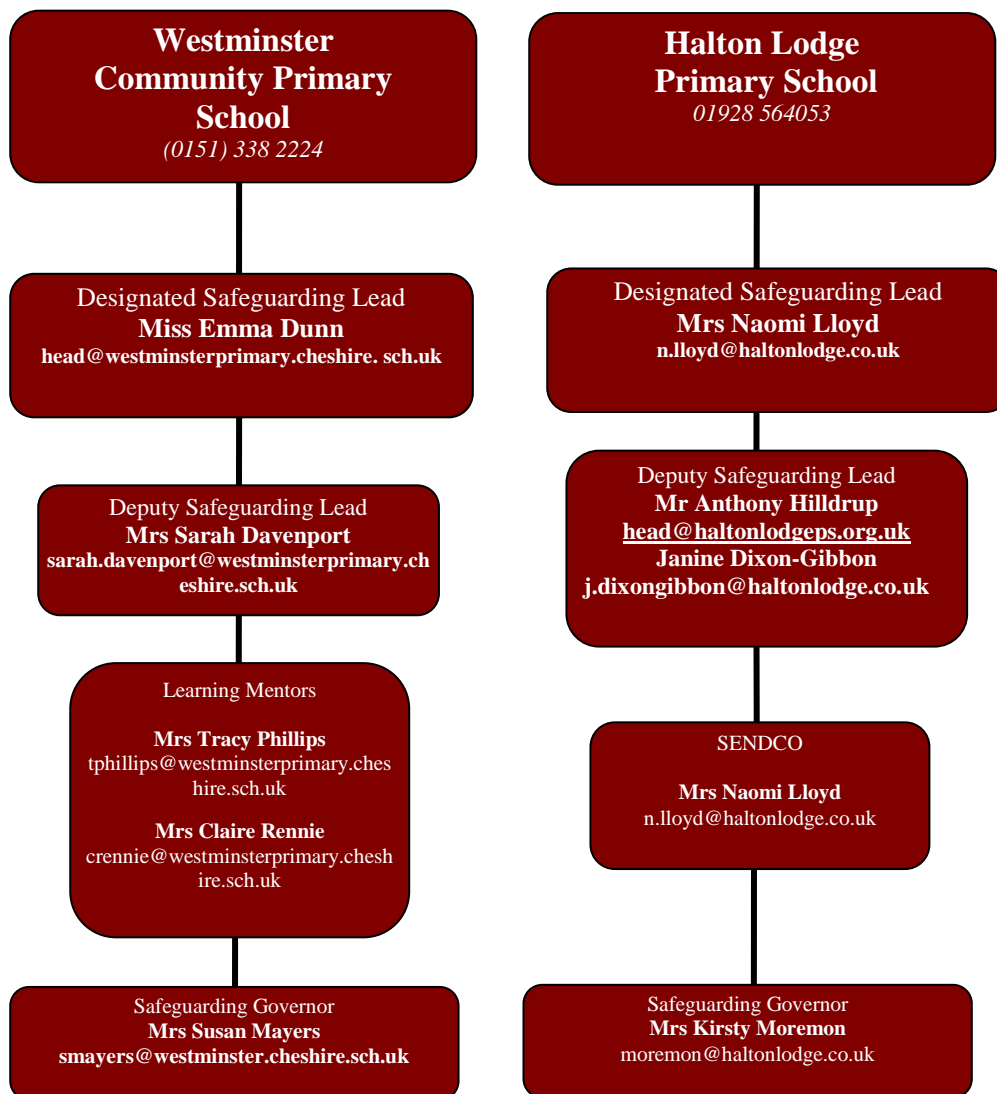 Westminster
Community Primary
School
(0151) 338 2224
Designated Safeguarding Lead
Miss Emma Dunn
head@westminsterprimary.cheshire. sch.uk
Deputy Safeguarding Lead
Mrs Sarah Davenport
sarah.davenport@westminsterprimary.ch
eshire.sch.uk
Learning Mentors
Mrs Tracy Phillips
tphillips@westminsterprimary.ches
hire.sch.uk
Mrs Claire Rennie
crennie@westminsterprimary.chesh
ire.sch.uk
Safeguarding Governor
Mrs Susan Mayers
smayers@westminster.cheshire.sch.uk
Halton Lodge
Primary School
01928 564053
Designated Safeguarding Lead
Mrs Naomi Lloyd
n.lloyd@haltonlodge.co.uk
Deputy Safeguarding Lead
Mr Anthony Hilldrup
head@haltonlodgeps.org.uk
Janine Dixon-Gibbon
j.dixongibbon@haltonlodge.co.uk
SENDCO
Mrs Naomi Lloyd
n.lloyd@haltonlodge.co.uk
Safeguarding Governor
Mrs Kirsty Moremon
moremon@haltonlodge.co.uk